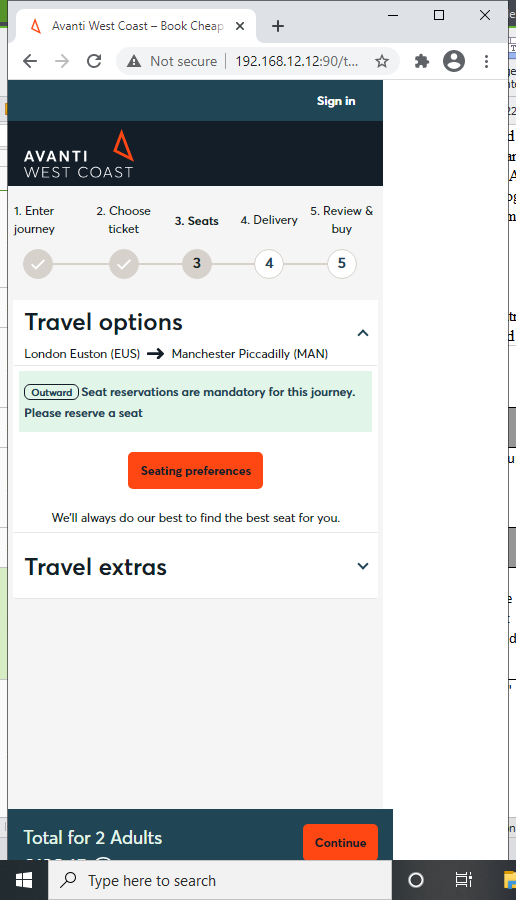 Avanti West Coast – Book Cheap
Not secure 192.168.12.12:90/t...
Sign in
AVANTI
WEST COAST
1. Enter journey
2. Choose ticket
3. Seats
4. Delivery
5. Review & buy
3
4
5
Travel options
London Euston (EUS) → Manchester Piccadilly (MAN)
Outward Seat reservations are mandatory for this journey.
Please reserve a seat
Seating preferences
We'll always do our best to find the best seat for you.
Travel extras
Total for 2 Adults
Continue
Type here to search